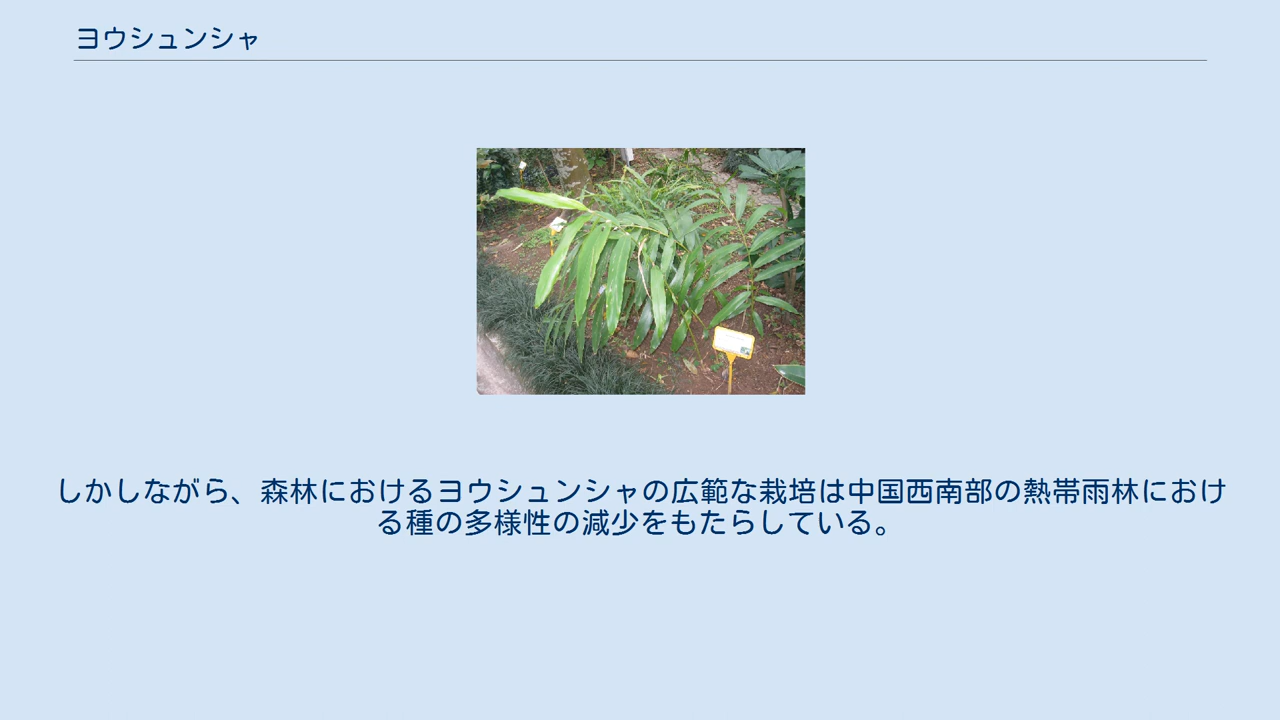 ヨウシュンシャ
しかしながら、森林におけるヨウシュンシャの広範な栽培は中国西南部の熱帯雨林におけ
る種の多様性の減少をもたらしている。